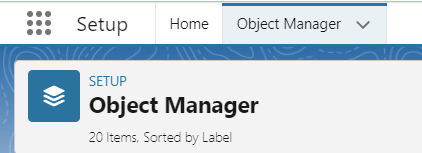 Setup Home Object Manager
SETUP
Object Manager
20 Items, Sorted by Label